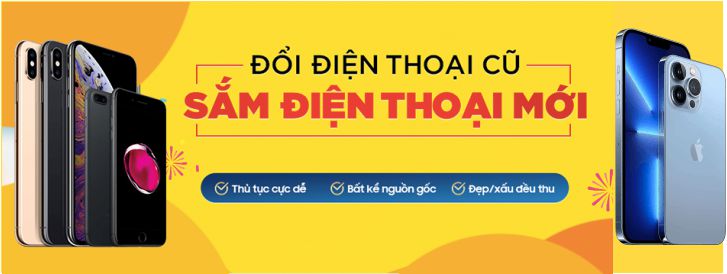 ĐỔI ĐIỆN THOẠI CŨ
SẮM ĐIỆN THOẠI MỚI
Thủ tục cực dễ
Bất kể nguồn gốc
Đẹp/xấu đều thu